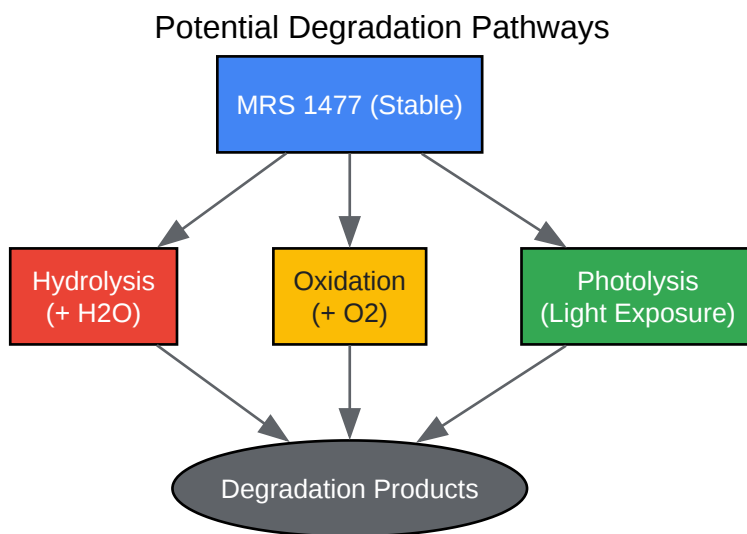 Potential Degradation Pathways
MRS 1477 (Stable)
Hydrolysis
(+ H2O)
Oxidation
(+ O2)
Photolysis
(Light Exposure)
Degradation Products